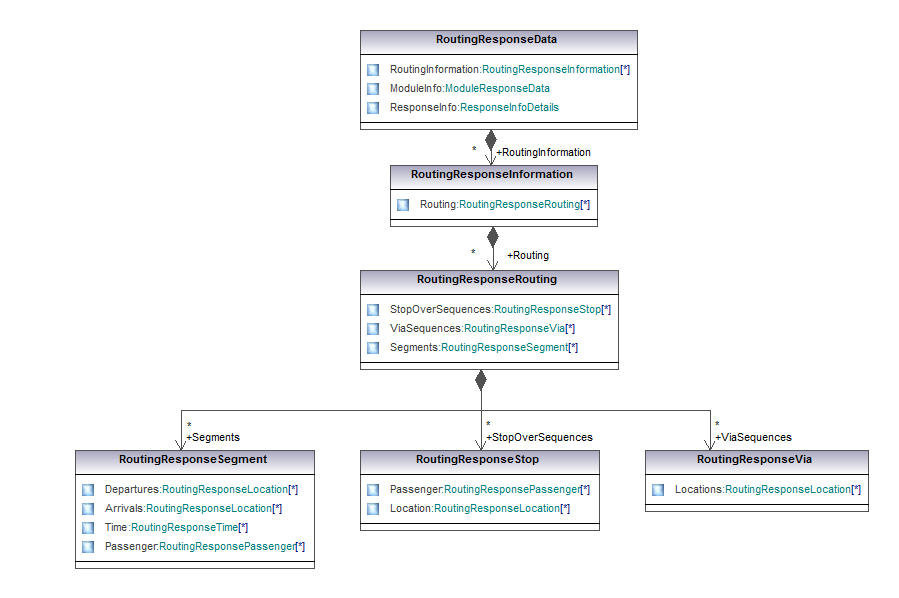 RoutingResponseData
RoutingInformation:RoutingResponseInformation[*]
ModuleInfo:ModuleResponseData
ResponseInfo:ResponseInfoDetails
*
+RoutingInformation
RoutingResponseInformation
Routing:RoutingResponseRouting[*]
*
+Routing
RoutingResponseRouting
StopOverSequences:RoutingResponseStop[*]
ViaSequences:RoutingResponseVia[*]
Segments:RoutingResponseSegment[*]
*
+Segments
*
+StopOverSequences
*
+ViaSequences
RoutingResponseSegment
Departures:RoutingResponseLocation[*]
Arrivals:RoutingResponseLocation[*]
Time:RoutingResponseTime[*]
Passenger:RoutingResponsePassenger[*]
RoutingResponseStop
Passenger:RoutingResponsePassenger[*]
Location:RoutingResponseLocation[*]
RoutingResponseVia
Locations:RoutingResponseLocation[*]